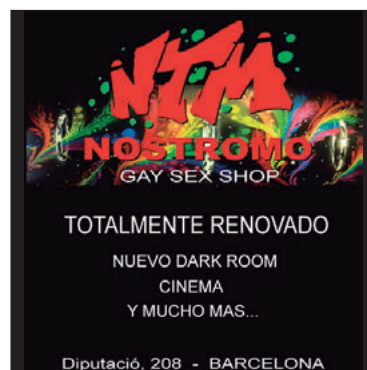 NTM
NOSTROMO
GAY SEX SHOP
TOTALMENTE RENOVADO
NUEVO DARK ROOM
CINEMA
Y MUCHO MAS...
Diputació, 208 - BARCELONA